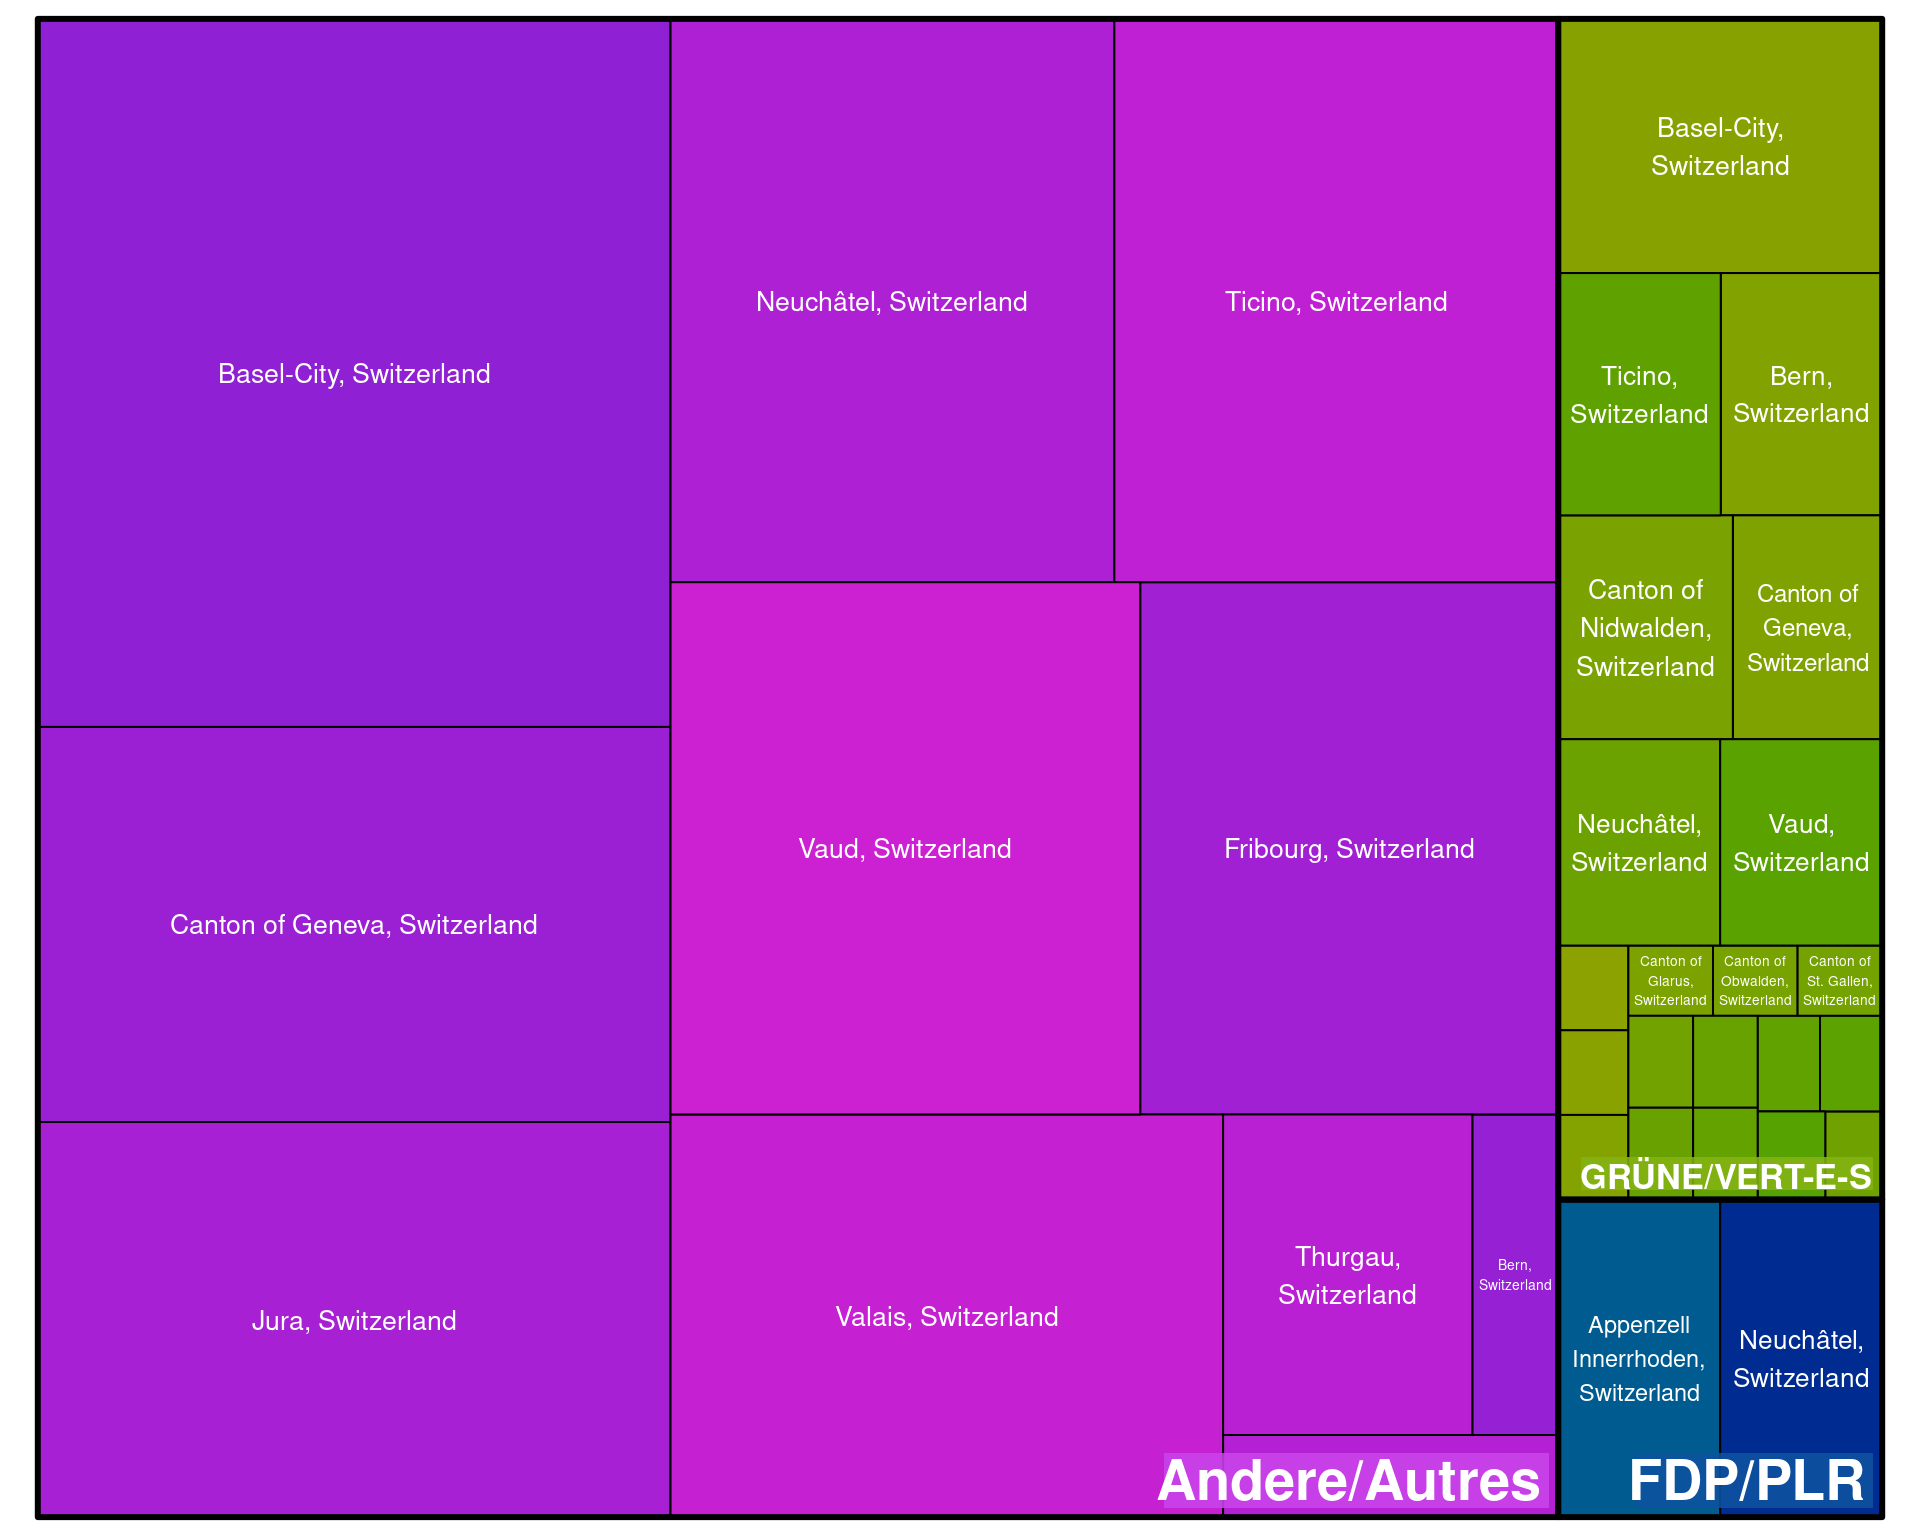 Basel-City, Switzerland
Canton of Geneva, Switzerland
Jura, Switzerland
Neuchâtel, Switzerland
Ticino, Switzerland
Vaud, Switzerland
Fribourg, Switzerland
Valais, Switzerland
Thurgau,
Switzerland
Bern,
Switzerland
Andere/Autres
Basel-City,
Switzerland
Ticino,
Switzerland
Bern,
Switzerland
Canton of
Nidwalden,
Switzerland
Canton of
Geneva,
Switzerland
Neuchâtel,
Switzerland
Vaud,
Switzerland
Canton of
Glarus,
Switzerland
Canton of
Obwalden,
Switzerland
Canton of
St. Gallen,
Switzerland
GRÜNE/VERT-E-S
Appenzell
Innerrhoden,
Switzerland
Neuchâtel,
Switzerland
FDP/PLR